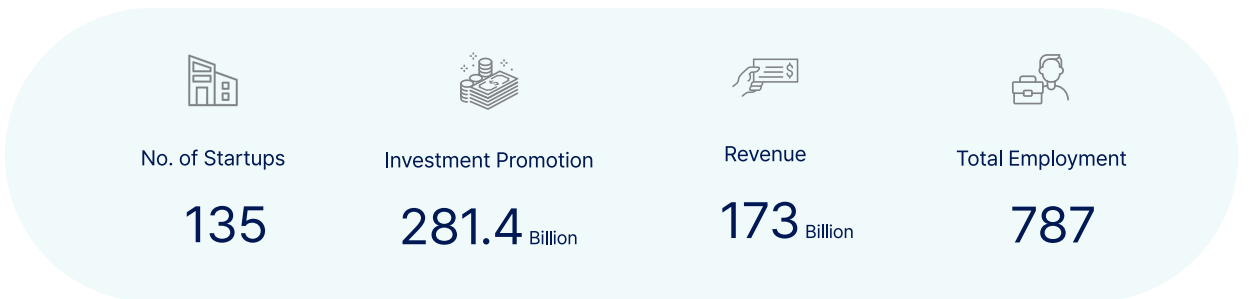 No. of Startups
135
Investment Promotion
281.4 Billion
$
Revenue
173 Billion
Total Employment
787